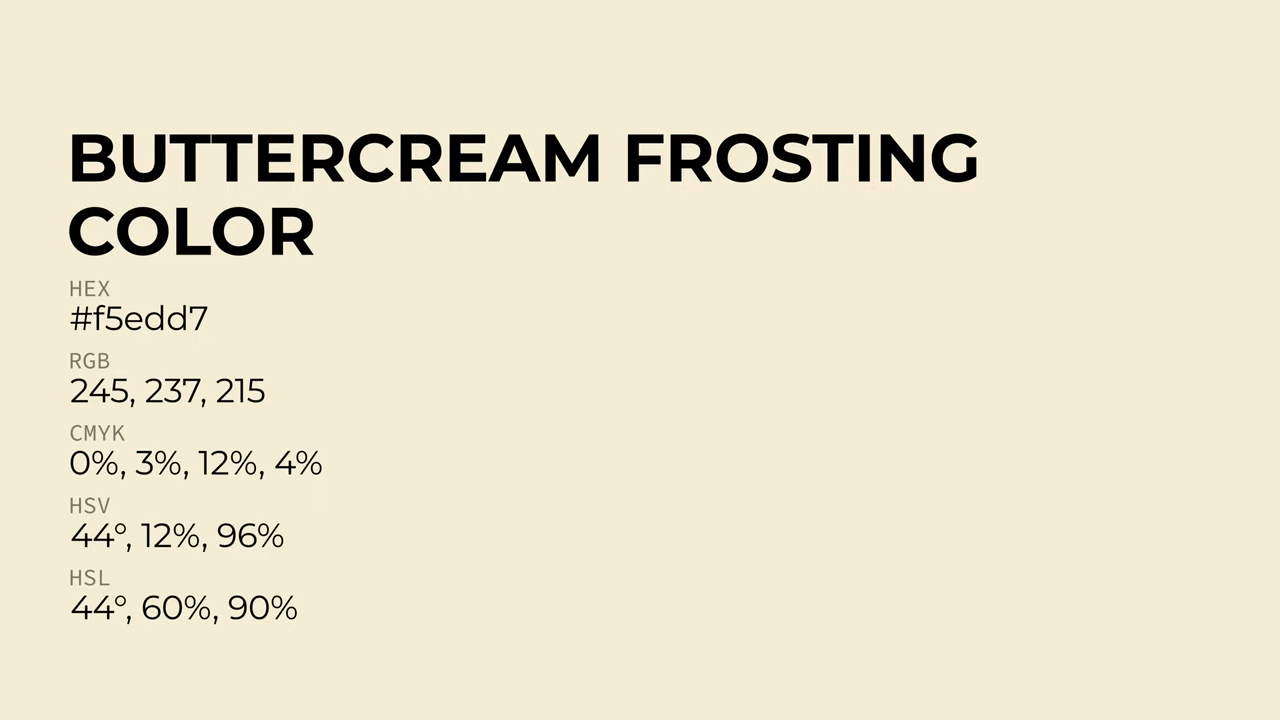 BUTTERCREAM FROSTING
COLOR
HEX
#f5edd7
RGB
245, 237, 215
CMYK
0%, 3%, 12%, 4%
HSV
44°, 12%, 96%
HSL
44°, 60%, 90%